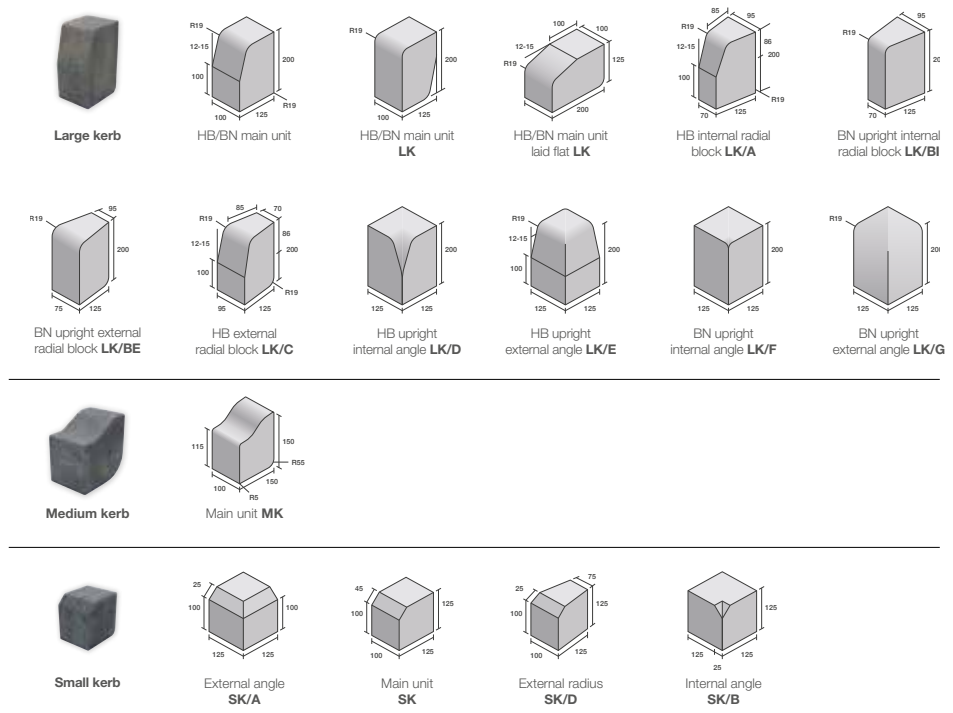 R19
12-15
100
200
R19
100
125
R19
200
100
125
100
100
12-15
R19
125
200
85
95
R19
12-15
86
200
100
R19
70
125
95
R19
70
125
Large kerb
HB/BN main unit
HB/BN main unit
LK
HB/BN main unit
laid flat LK
HB internal radial
block LK/A
BN upright internal
radial block LK/BI
95
R19
200
75
125
85
70
R19
12-15
86
200
100
R19
95
125
200
125
125
R19
12-15
100
200
125
125
200
125
125
R19
125
125
BN upright external
radial block LK/BE
HB external
radial block LK/C
HB upright
internal angle LK/D
HB upright
external angle LK/E
BN upright
internal angle LK/F
BN upright
external angle LK/G
115
150
R55
100
150
R5
Medium kerb
Main unit MK
25
100
100
125
125
45
100
125
100
125
75
25
100
125
100
125
125
125
125
25
Small kerb
External angle
SK/A
Main unit
SK
External radius
SK/D
Internal angle
SK/B